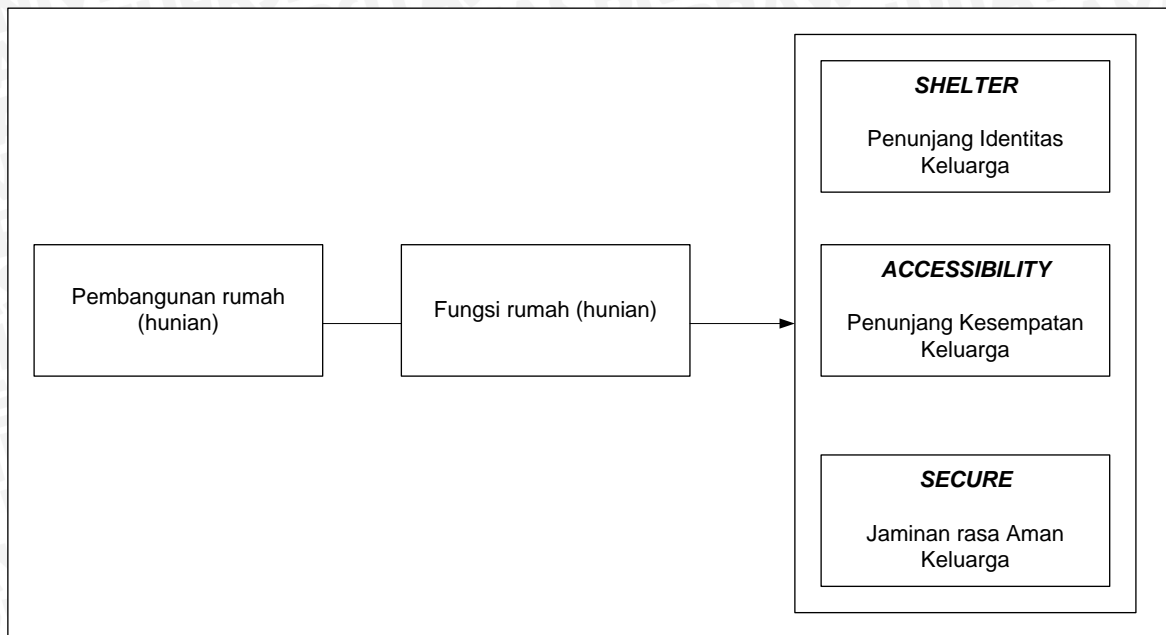 Pembangunan rumah
(hunian)
Fungsi rumah (hunian)
SHELTER
Penunjang Identitas
Keluarga
ACCESSIBILITY
Penunjang Kesempatan
Keluarga
SECURE
Jaminan rasa Aman
Keluarga